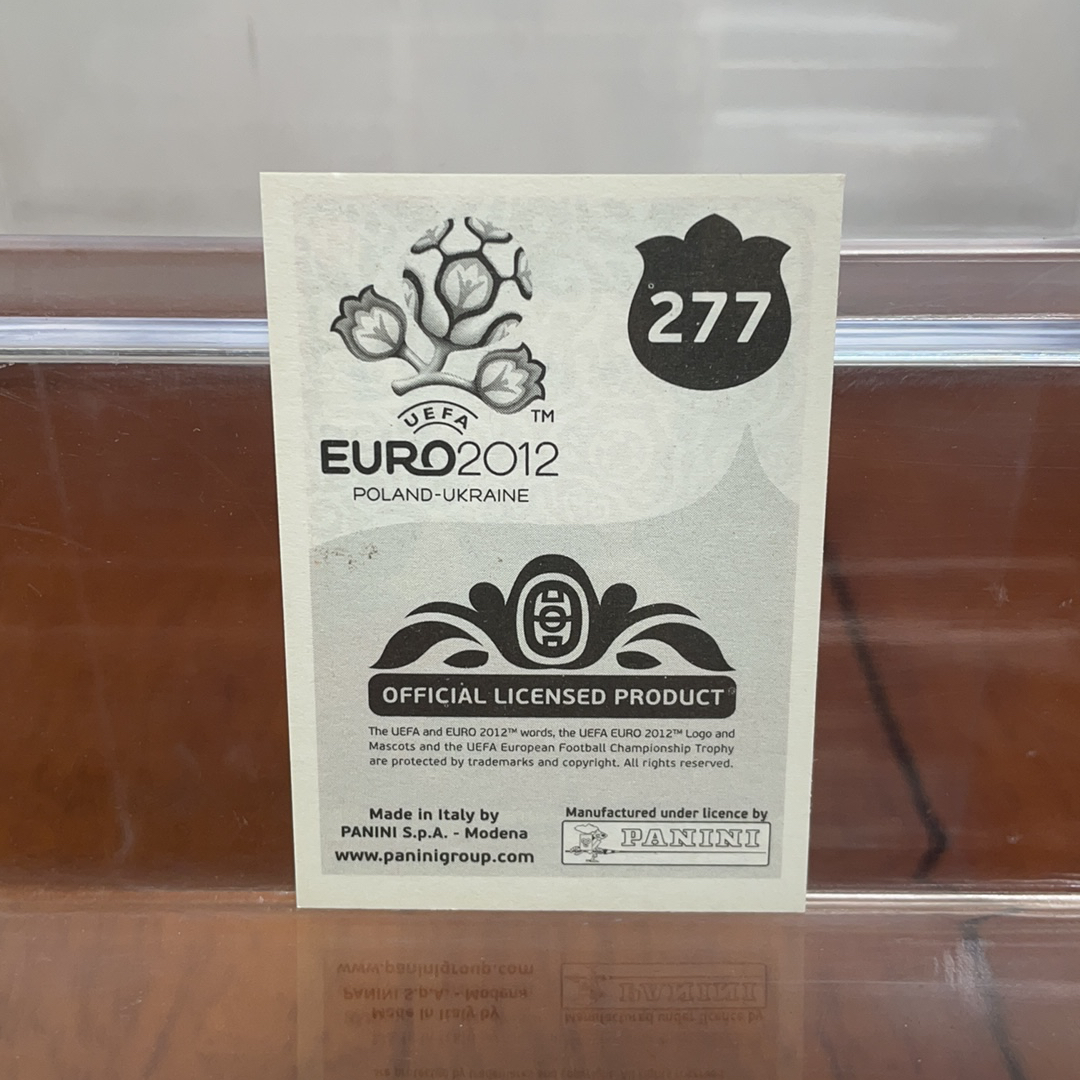 277
UEFA
TM
EURO2012
POLAND-UKRAINE
OFFICIAL LICENSED PRODUCT
The UEFA and EURO 2012™ words, the UEFA EURO 2012™ Logo and
Mascots and the UEFA European Football Championship Trophy
are protected by trademarks and copyright. All rights reserved.
Made in Italy by
PANINI S.p.A. - Modena
www.paninigroup.com
Manufactured under licence by
PANINI